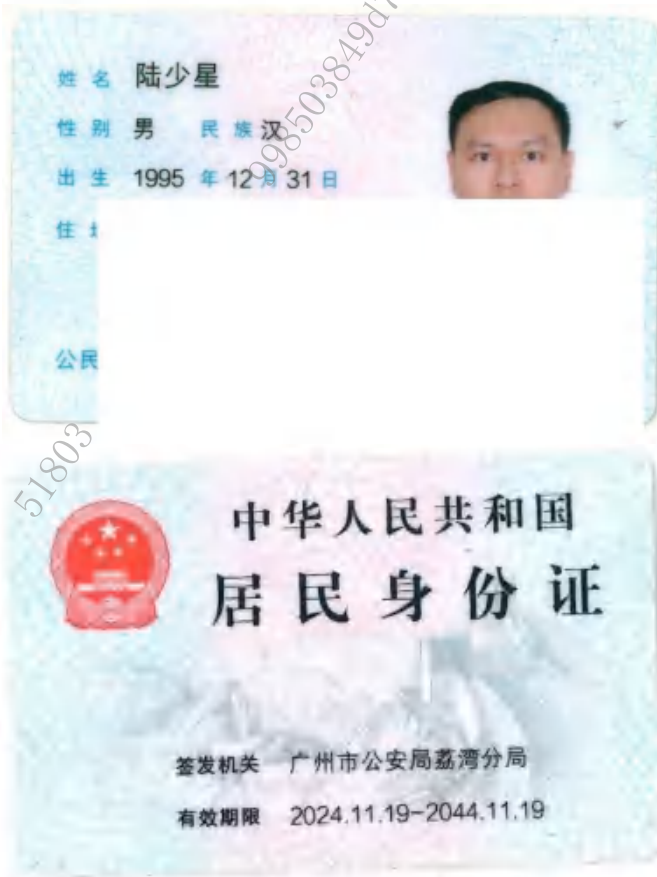 姓名 陆少星
性别 男 民族 汉
出生 1995 年 12 月 31 日
住
公民
中华人民共和国
居民身份证
签发机关 广州市公安局荔湾分局
有效期限 2024.11.19-2044.11.19
51803